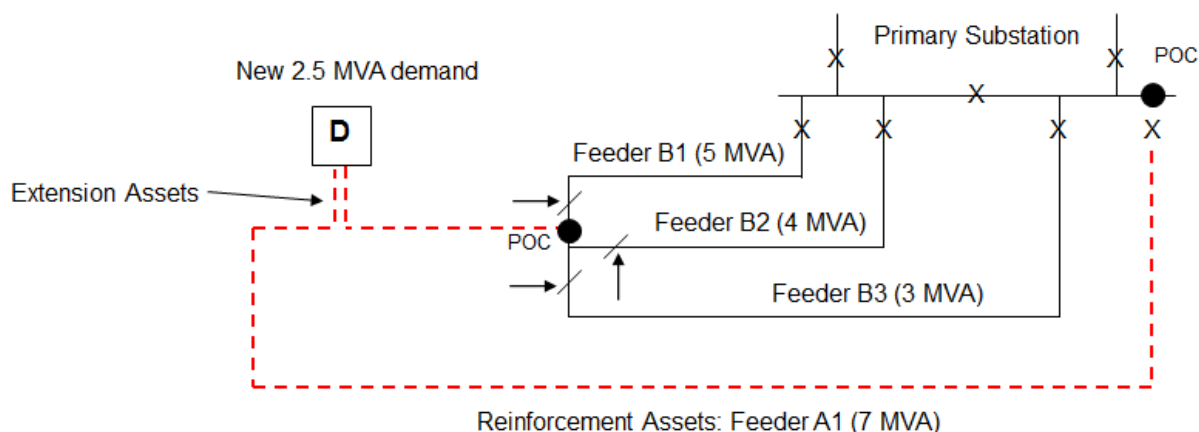 Primary Substation
POC
New 2.5 MVA demand
X
X
X
D
X
X
X
X
Feeder B1 (5 MVA)
Extension Assets
Feeder B2 (4 MVA)
POC
Feeder B3 (3 MVA)
Reinforcement Assets: Feeder A1 (7 MVA)